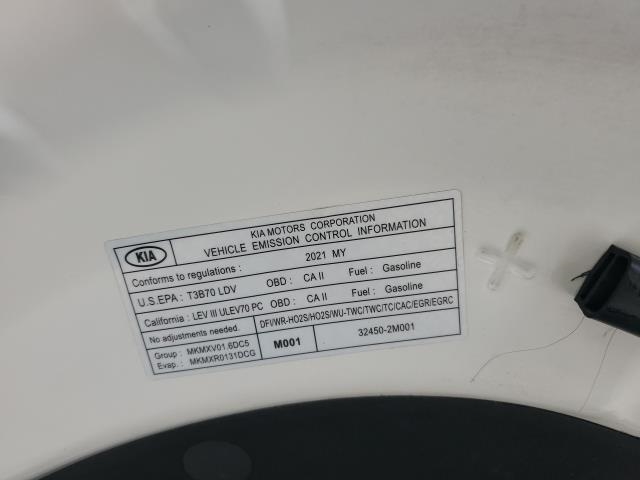 KIA
KIA MOTORS CORPORATION
VEHICLE EMISSION CONTROL INFORMATION
Conforms to regulations : 2021 MY
U.S.EPA : T3B70 LDV OBD : CA II Fuel : Gasoline
California : LEV III ULEV70 PC OBD : CA II Fuel : Gasoline
No adjustments needed. DFI/WR-HO2S/HO2S/WU-TWC/TWC/TC/CAC/EGR/EGRC
Group : MKMXV01.6DC5
Evap. : MKMXR0131DCG
M001 32450-2M001